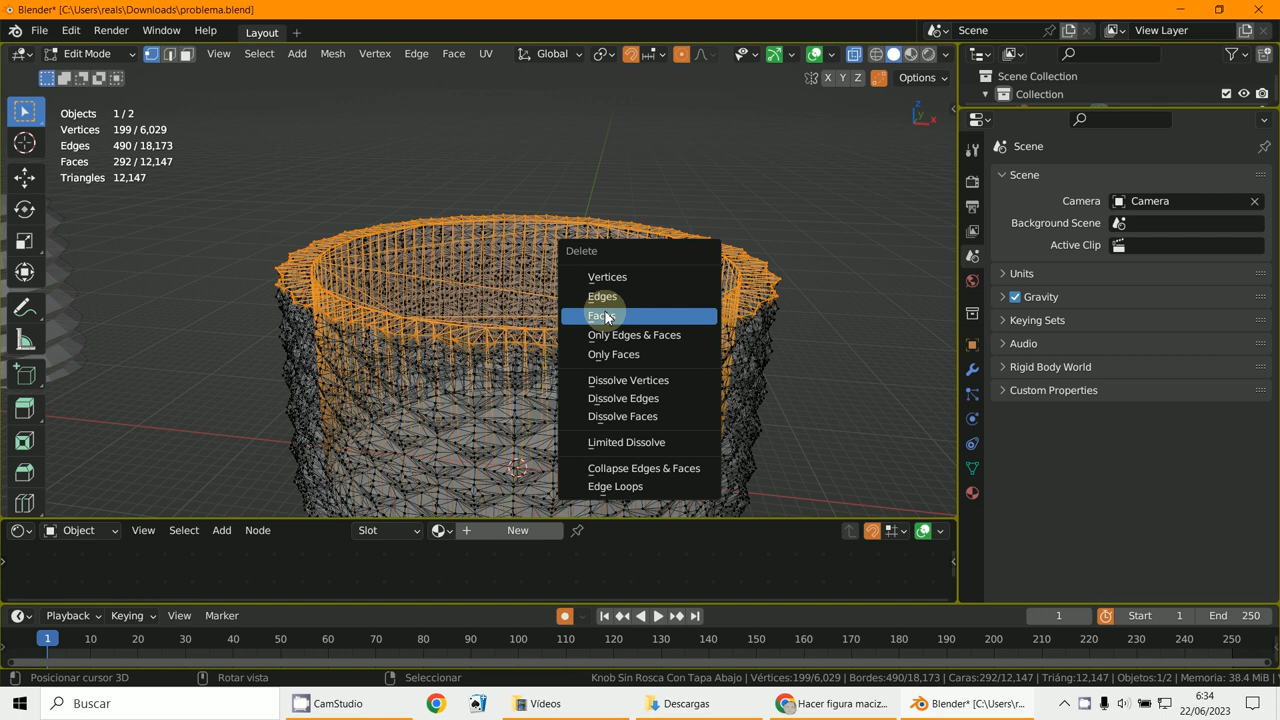 Blender* [C:\Users\reals\Downloads\problema.blend]
File Edit Render Window Help Layout + Scene View Layer
Edit Mode View Select Add Mesh Vertex Edge Face UV Global
X Y Z Options
Scene Collection
Collection
Objects 1 / 2
Vertices 199 / 6,029
Edges 490 / 18,173
Faces 292 / 12,147
Triangles 12,147
Y X
Scene
Scene
Camera Camera
Background Scene
Active Clip
Units
Gravity
Keying Sets
Audio
Rigid Body World
Custom Properties
Delete
Vertices
Edges
Faces
Only Edges & Faces
Only Faces
Dissolve Vertices
Dissolve Edges
Dissolve Faces
Limited Dissolve
Collapse Edges & Faces
Edge Loops
Object View Select Add Node Slot + New
Playback Keying View Marker 1 Start 1 End 250
1 10 20 30 40 50 60 70 80 90 100 110 120 130 140 150 160 170 180 190 200 210 220 230 240 250
Posicionar cursor 3D Rotar vista Seleccionar Knob Sin Rosca Con Tapa Abajo | Vértices:199/6,029 | Bordes:490/18,173 | Caras:292/12,147 | Triáng:12,147 | Objetos:1/2 | Memoria: 38.4 MiB |
Buscar CamStudio Vídeos Descargas Hacer figura maciz... Blender* [C:\Users\r... 6:34
22/06/2023